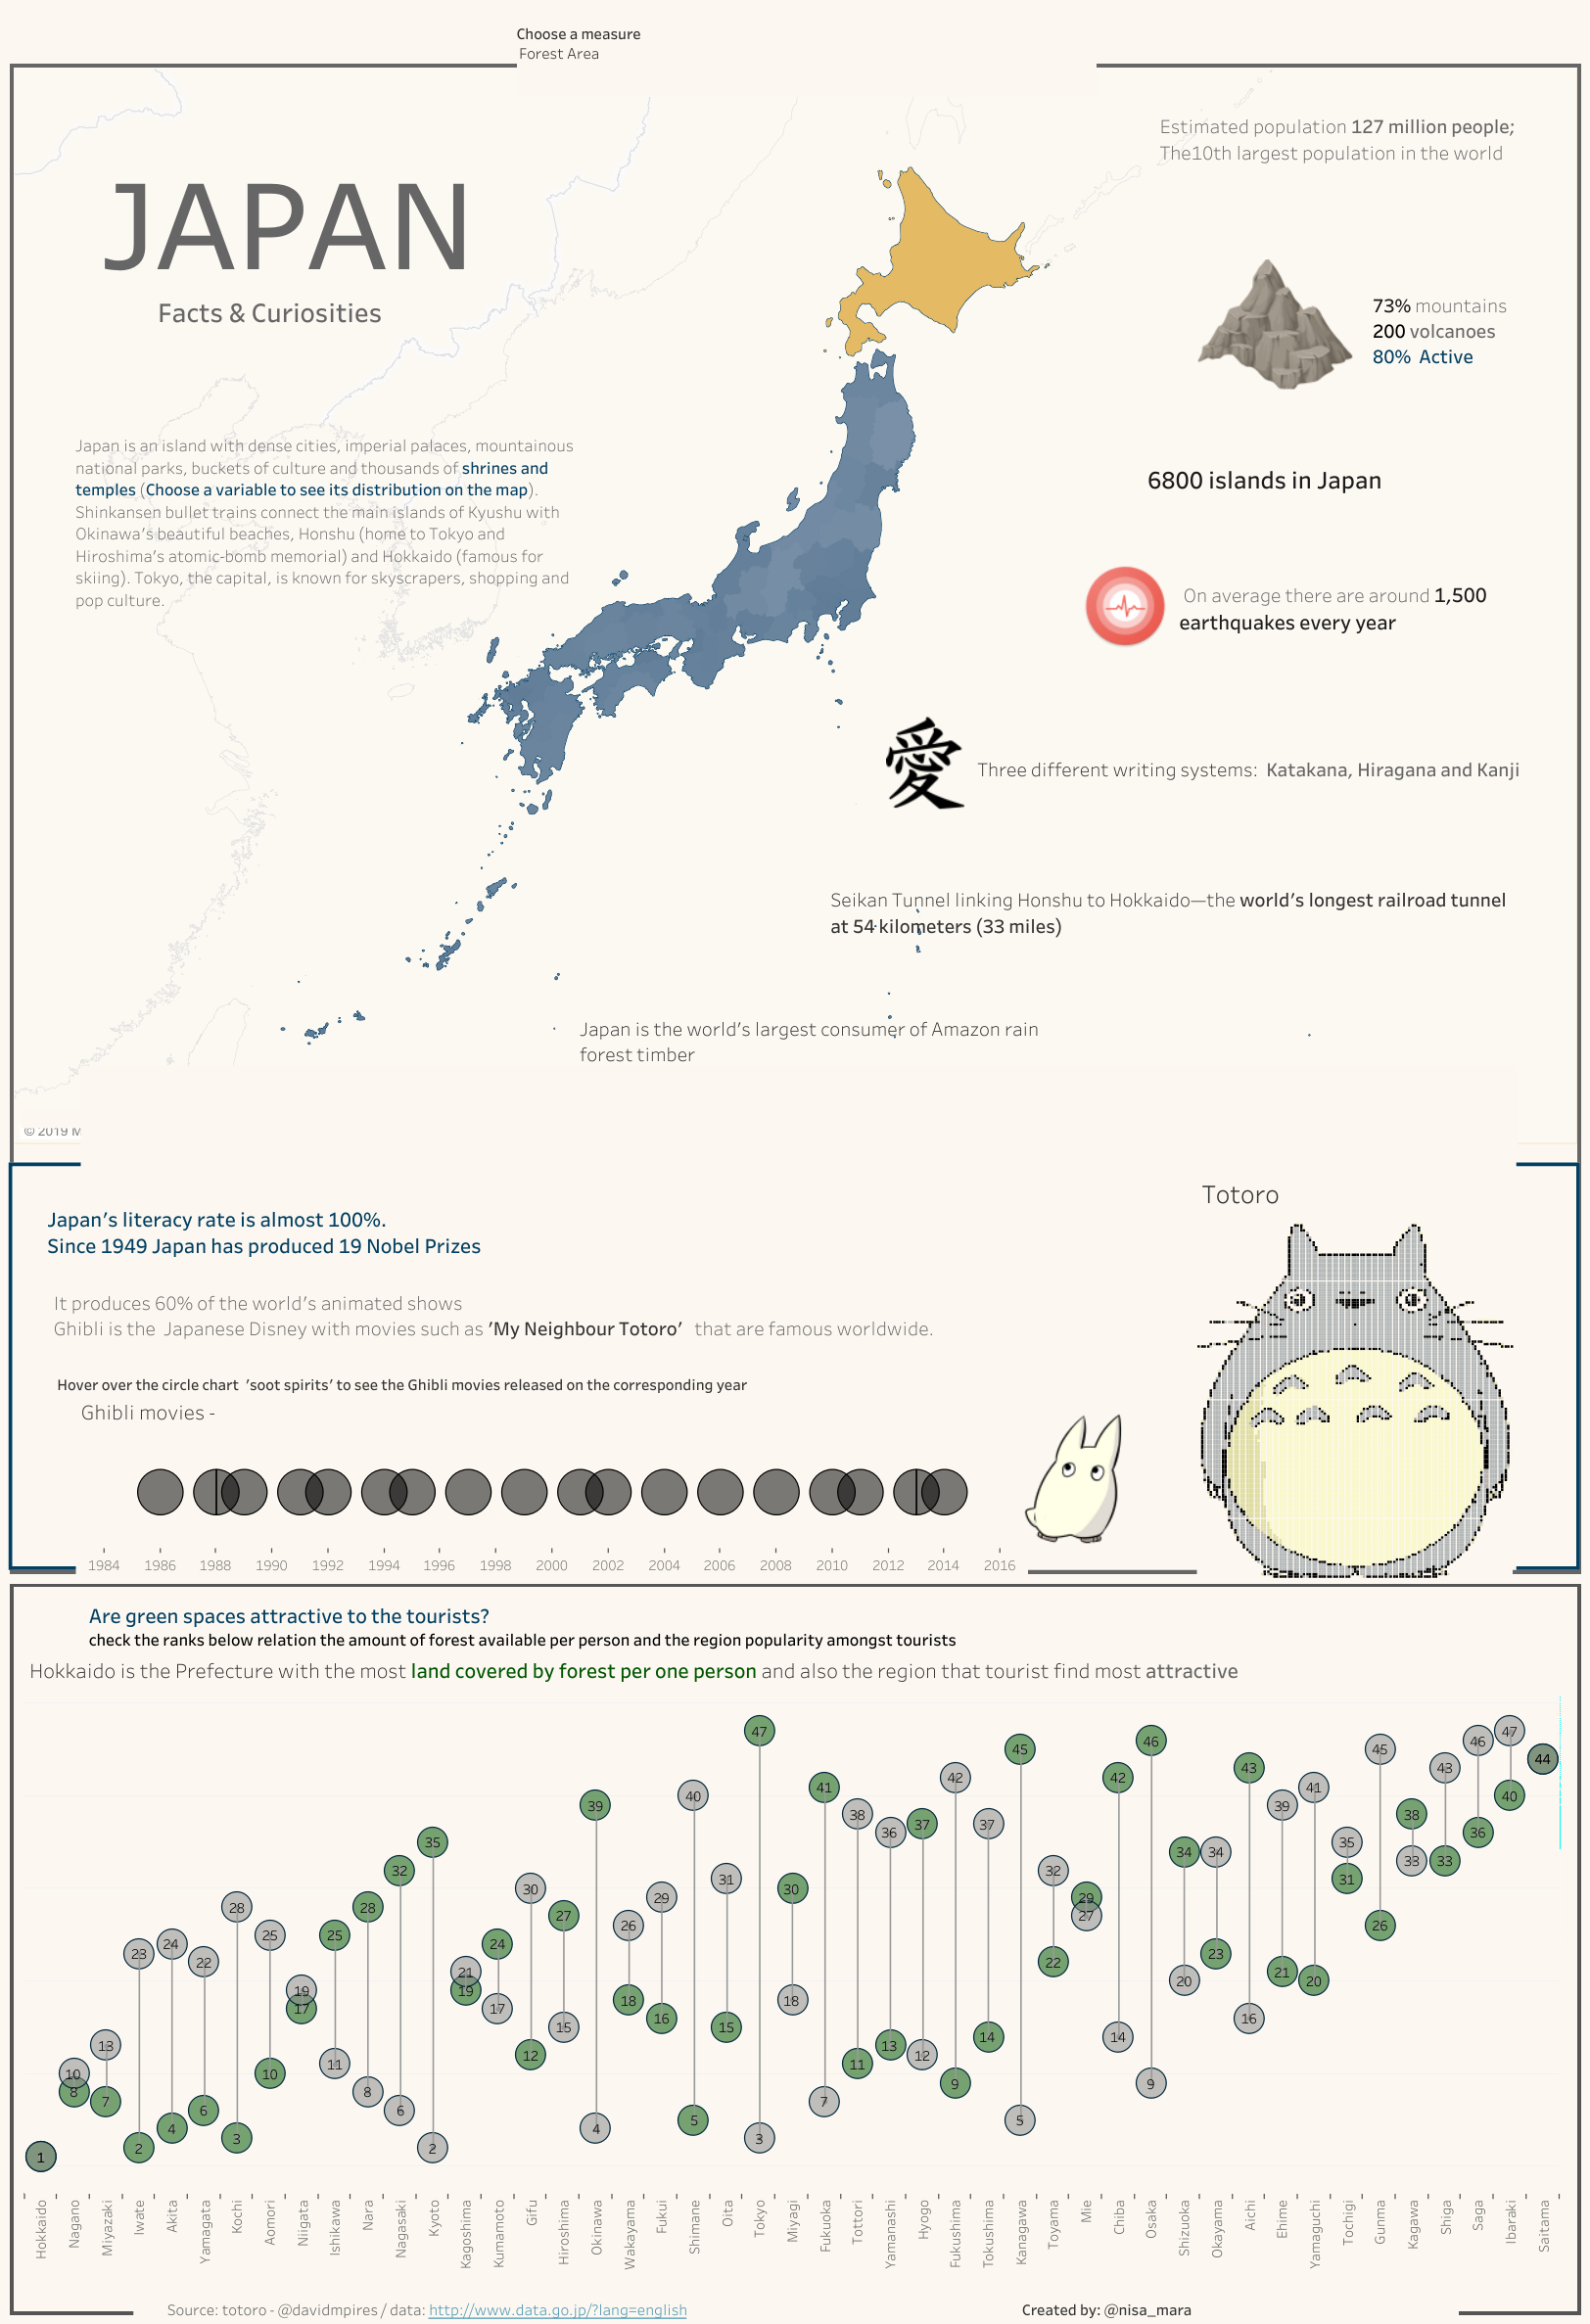 Choose a measure
Forest Area
JAPAN
Facts & Curiosities
Estimated population 127 million people;
The10th largest population in the world
73% mountains
200 volcanoes
80% Active
Japan is an island with dense cities, imperial palaces, mountainous
national parks, buckets of culture and thousands of shrines and
temples (Choose a variable to see its distribution on the map).
Shinkansen bullet trains connect the main islands of Kyushu with
Okinawa's beautiful beaches, Honshu (home to Tokyo and
Hiroshima's atomic-bomb memorial) and Hokkaido (famous for
skiing). Tokyo, the capital, is known for skyscrapers, shopping and
pop culture.
6800 islands in Japan
On average there are around 1,500
earthquakes every year
愛
Three different writing systems: Katakana, Hiragana and Kanji
Seikan Tunnel linking Honshu to Hokkaido—the world's longest railroad tunnel
at 54 kilometers (33 miles)
Japan is the world's largest consumer of Amazon rain
forest timber
© 2019 M
Japan's literacy rate is almost 100%.
Since 1949 Japan has produced 19 Nobel Prizes
It produces 60% of the world's animated shows
Ghibli is the Japanese Disney with movies such as 'My Neighbour Totoro' that are famous worldwide.
Hover over the circle chart 'soot spirits' to see the Ghibli movies released on the corresponding year
Ghibli movies -
1984 1986 1988 1990 1992 1994 1996 1998 2000 2002 2004 2006 2008 2010 2012 2014 2016
Totoro
Are green spaces attractive to the tourists?
check the ranks below relation the amount of forest available per person and the region popularity amongst tourists
Hokkaido is the Prefecture with the most land covered by forest per one person and also the region that tourist find most attractive
1
10 8
13 7
23 2
24 4
22 6
28 3
25 10
19 17
25 11
28 8
32 6
35 2
21 19
24 17
30 12
27 15
39 4
26 18
29 16
40 5
31 15
47 3
30 18
41 7
38 11
36 13
37 12
42 9
37 14
45 5
32 22
29 27
42 14
46 9
34 20
34 23
43 16
39 21
41 20
35 31
45 26
38 33
43 33
46 36
47 40
44
Hokkaido
Nagano
Miyazaki
Iwate
Akita
Yamagata
Kochi
Aomori
Niigata
Ishikawa
Nara
Nagasaki
Kyoto
Kagoshima
Kumamoto
Gifu
Hiroshima
Okinawa
Wakayama
Fukui
Shimane
Oita
Tokyo
Miyagi
Fukuoka
Tottori
Yamanashi
Hyogo
Fukushima
Tokushima
Kanagawa
Toyama
Mie
Chiba
Osaka
Shizuoka
Okayama
Aichi
Ehime
Yamaguchi
Tochigi
Gunma
Kagawa
Shiga
Saga
Ibaraki
Saitama
Source: totoro - @davidmpires / data: http://www.data.go.jp/?lang=english
Created by: @nisa_mara